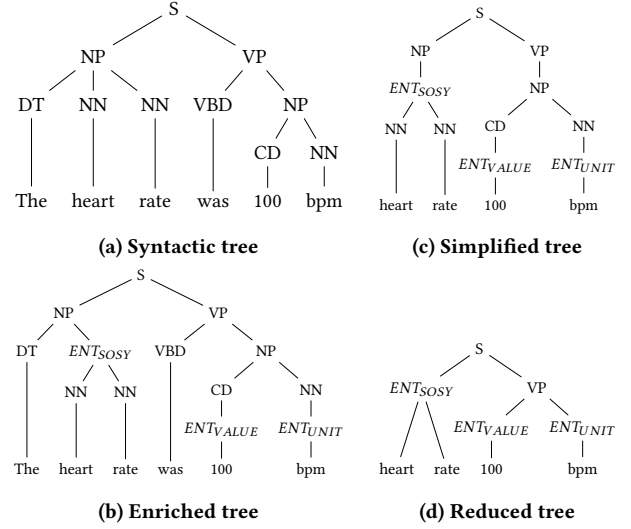 S
NP VP
DT NN NN VBD NP
CD NN
The heart rate was 100 bpm
(a) Syntactic tree
S
NP VP
ENT_SOSY NP
NN NN CD NN
ENT_VALUE ENT_UNIT
heart rate 100 bpm
(c) Simplified tree
S
NP VP
DT ENT_SOSY VBD NP
NN NN CD NN
ENT_VALUE ENT_UNIT
The heart rate was 100 bpm
(b) Enriched tree
S
ENT_SOSY VP
ENT_VALUE ENT_UNIT
heart rate 100 bpm
(d) Reduced tree